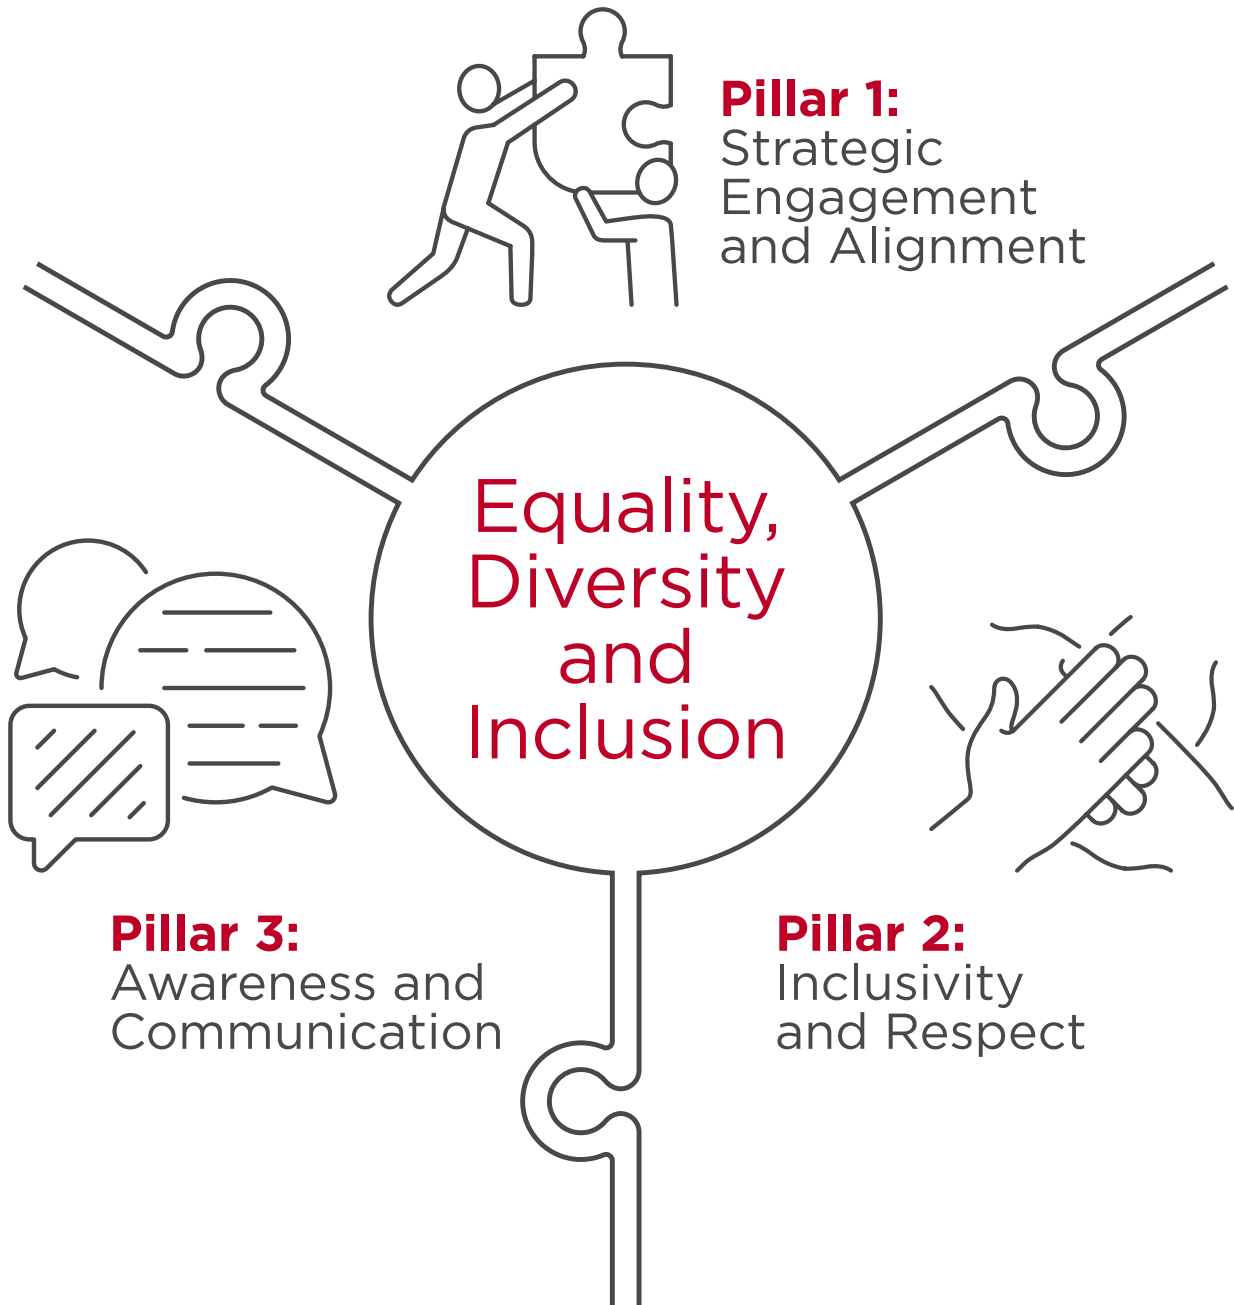 Pillar 1:
Strategic
Engagement
and Alignment
Equality,
Diversity
and
Inclusion
Pillar 3:
Awareness and
Communication
Pillar 2:
Inclusivity
and Respect